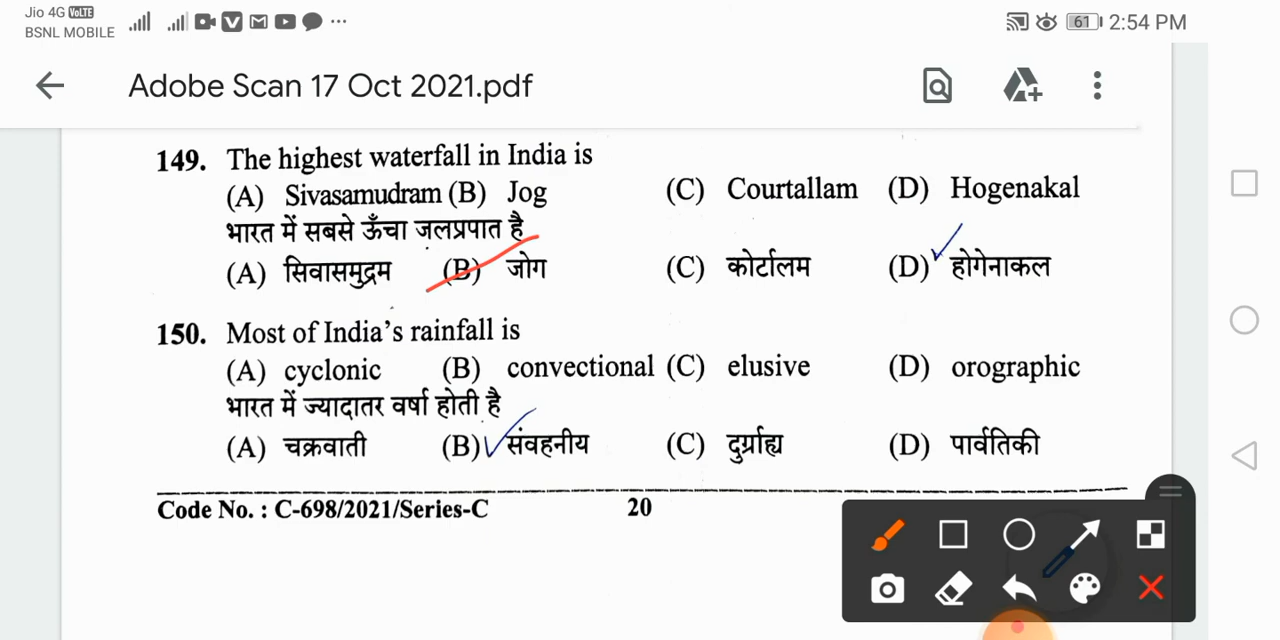 Jio 4G VoLTE
BSNL MOBILE
61 2:54 PM
Adobe Scan 17 Oct 2021.pdf
149. The highest waterfall in India is
(A) Sivasamudram (B) Jog (C) Courtallam (D) Hogenakal
भारत में सबसे ऊँचा जलप्रपात है
(A) सिवासमुद्रम (B) जोग (C) कोर्टालम (D) होगेनाकल
150. Most of India's rainfall is
(A) cyclonic (B) convectional (C) elusive (D) orographic
भारत में ज्यादातर वर्षा होती है
(A) चक्रवाती (B) संवहनीय (C) दुर्ग्राह्य (D) पार्वतिकी
Code No. : C-698/2021/Series-C 20